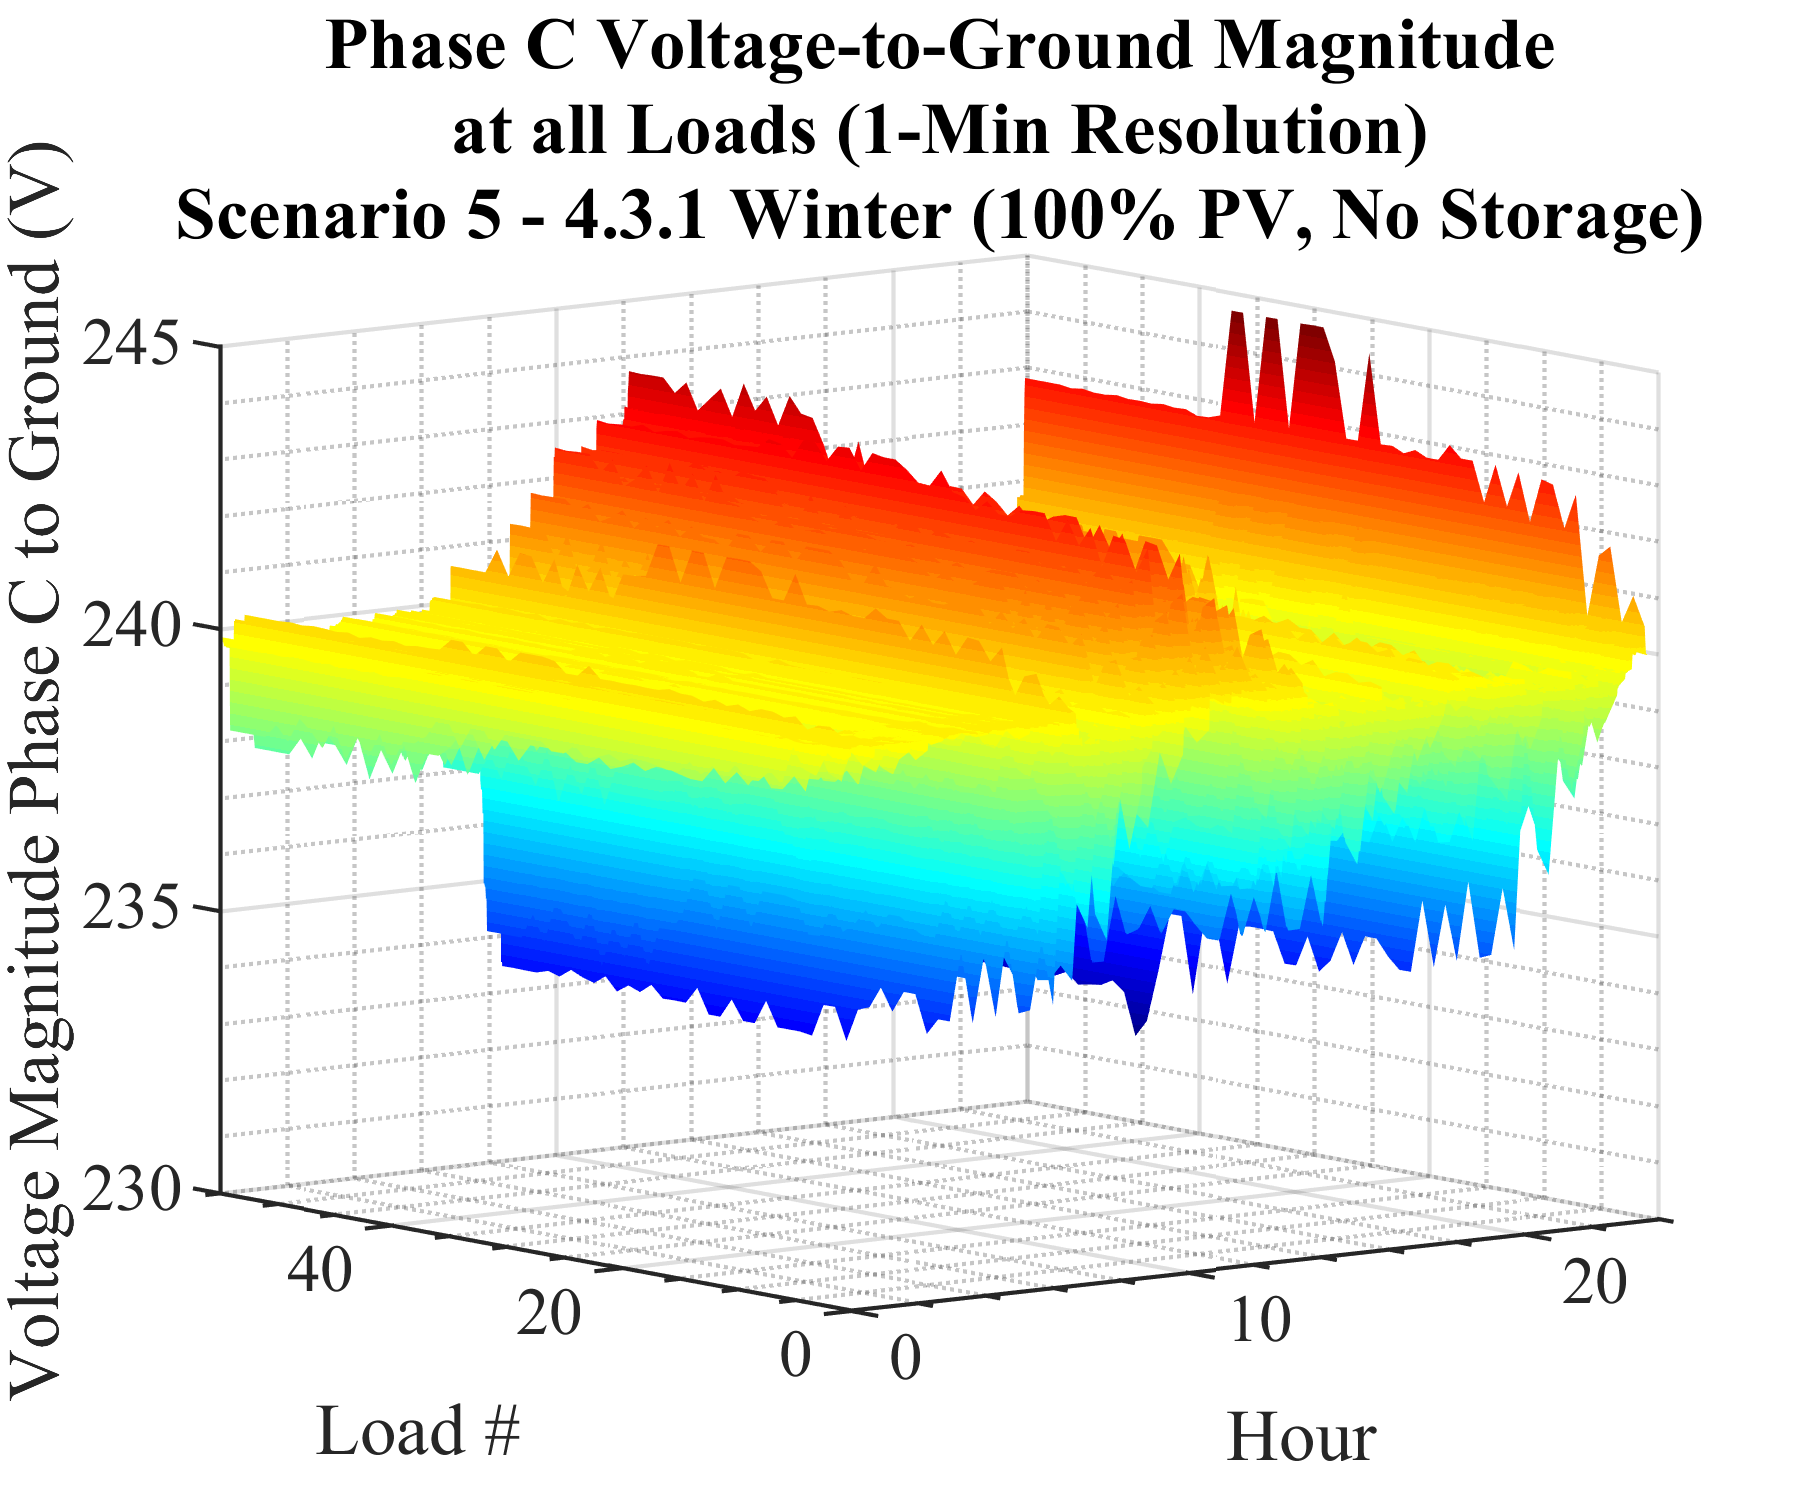 Phase C Voltage-to-Ground Magnitude
at all Loads (1-Min Resolution)
Scenario 5 - 4.3.1 Winter (100% PV, No Storage)
Voltage Magnitude Phase C to Ground (V)
245
240
235
230
40
20
0
0
10
20
Load #
Hour